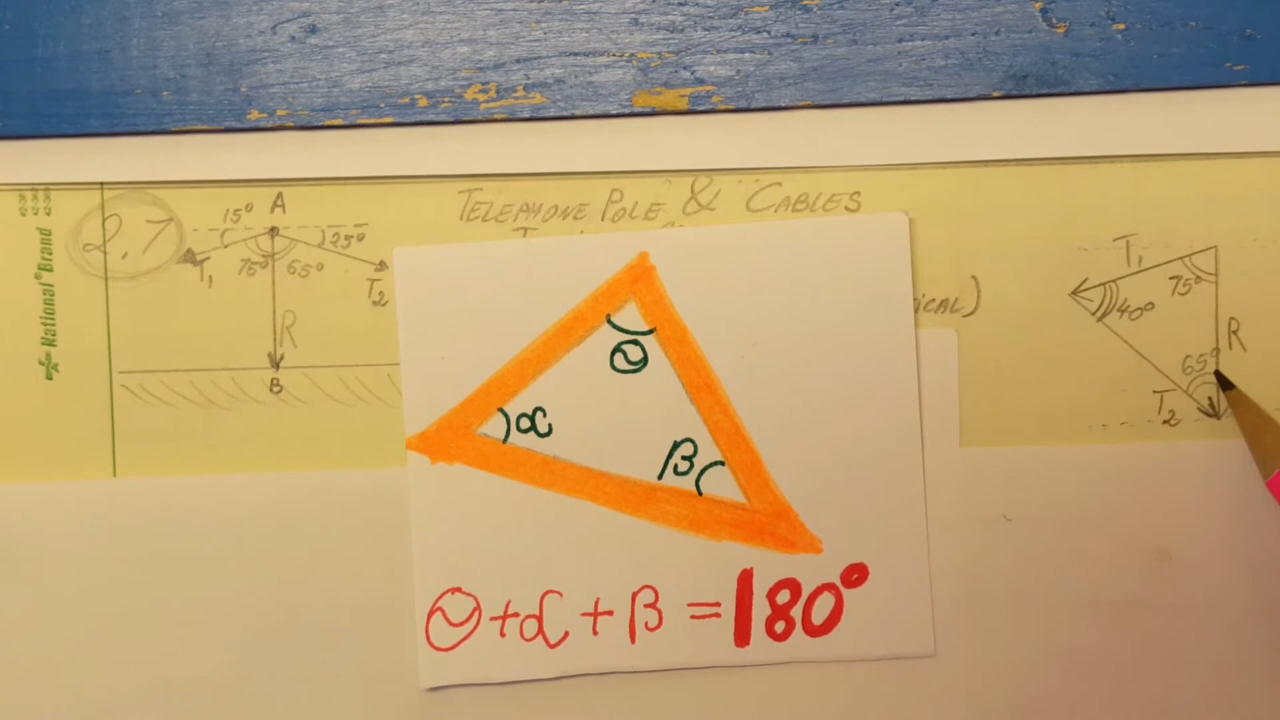 TELEPHONE POLE & CABLES
National Brand
2,7
A
15°
25°
T1
75°
65°
T2
R
B
ICAL)
T1
75°
40°
R
65°
T2
Θ
α
β
Θ+α+β=180°